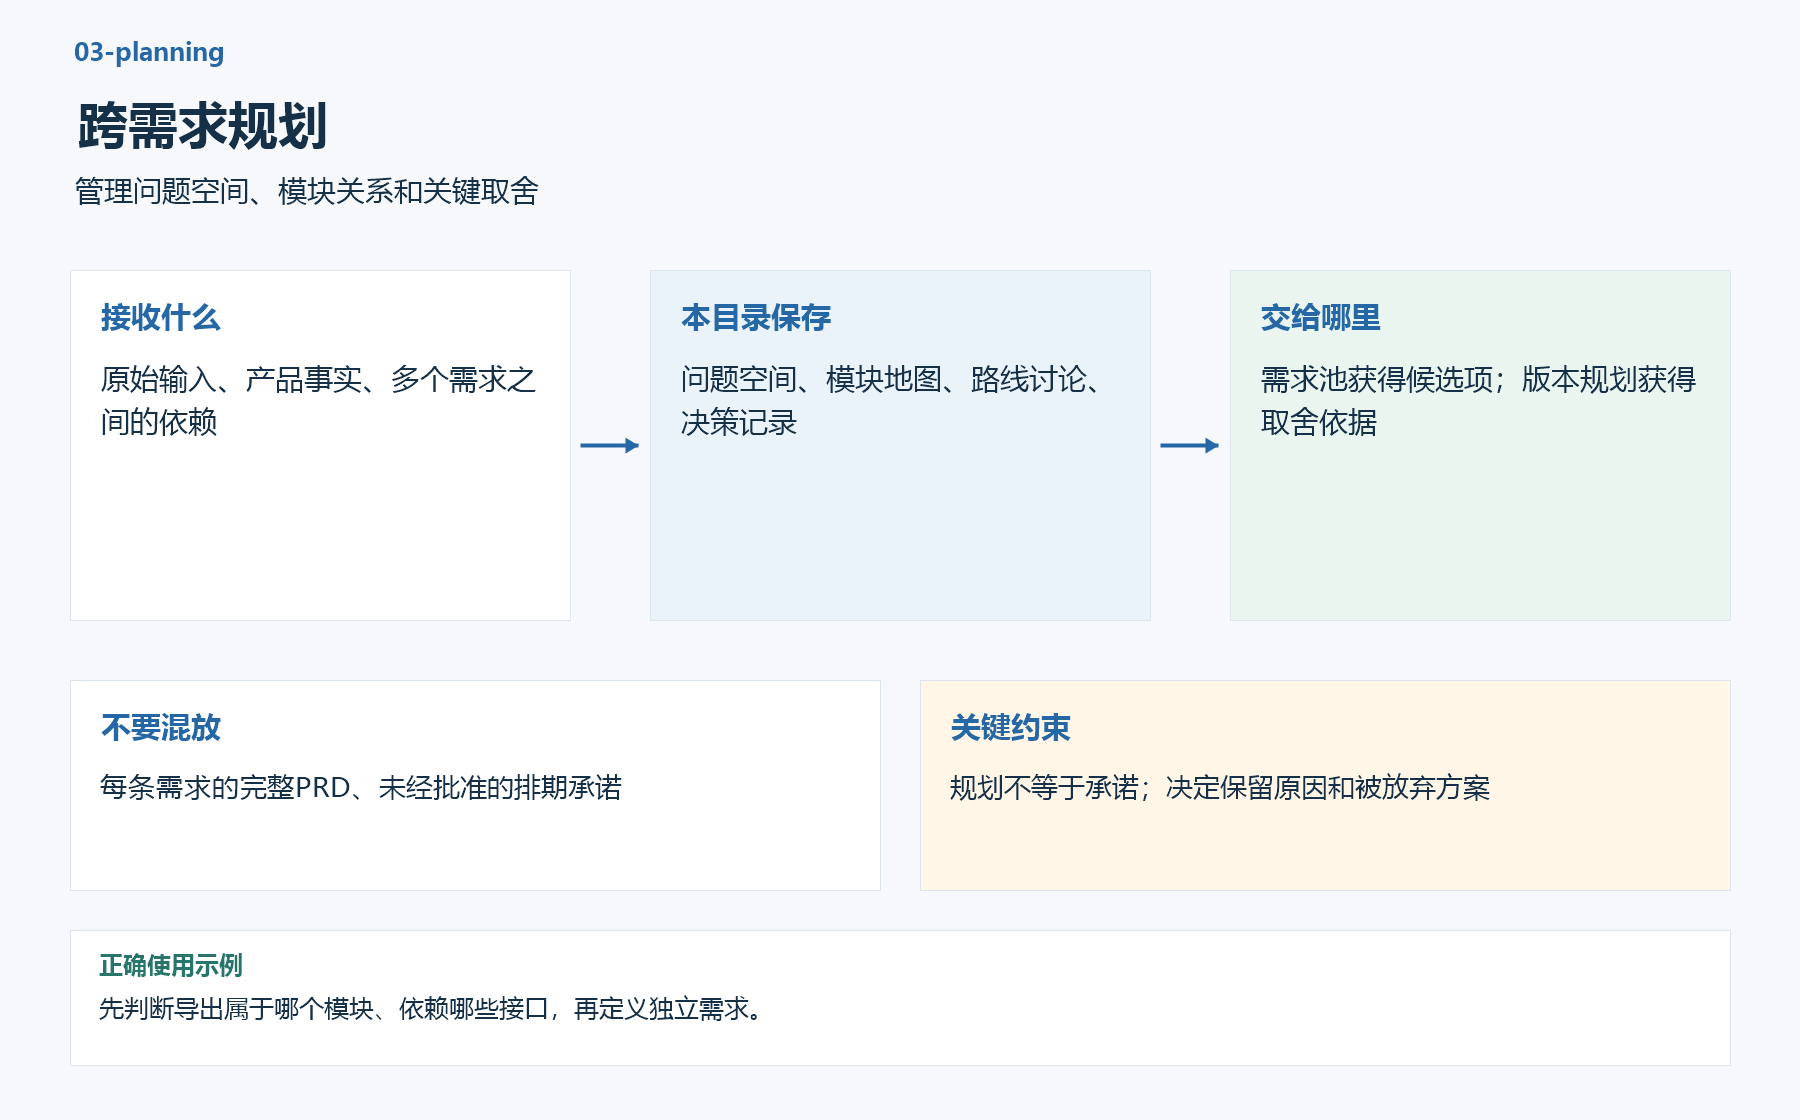 03-planning
跨需求规划
管理问题空间、模块关系和关键取舍
接收什么
原始输入、产品事实、多个需求之
间的依赖
本目录保存
问题空间、模块地图、路线讨论、
决策记录
交给哪里
需求池获得候选项；版本规划获得
取舍依据
不要混放
每条需求的完整PRD、未经批准的排期承诺
关键约束
规划不等于承诺；决定保留原因和被放弃方案
正确使用示例
先判断导出属于哪个模块、依赖哪些接口，再定义独立需求。